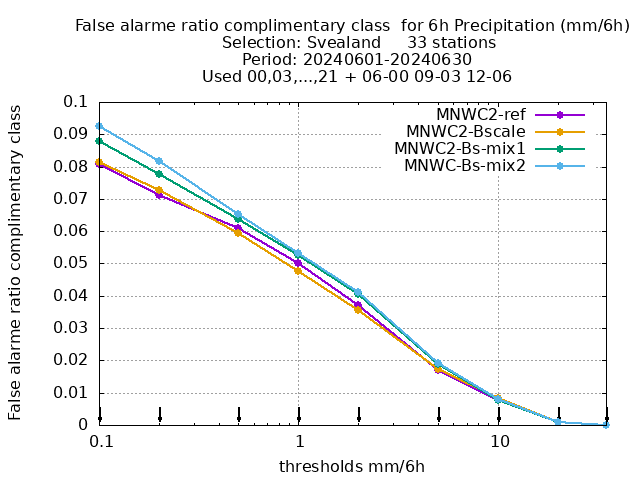 False alarme ratio complimentary class  for 6h Precipitation (mm/6h)
Selection: Svealand     33 stations
Period: 20240601-20240630
Used 00,03,...,21 + 06-00 09-03 12-06
False alarme ratio complimentary class
0.1
0.09
0.08
0.07
0.06
0.05
0.04
0.03
0.02
0.01
0
MNWC2-ref
MNWC2-Bscale
MNWC2-Bs-mix1
MNWC-Bs-mix2
0.1 1 10
thresholds mm/6h